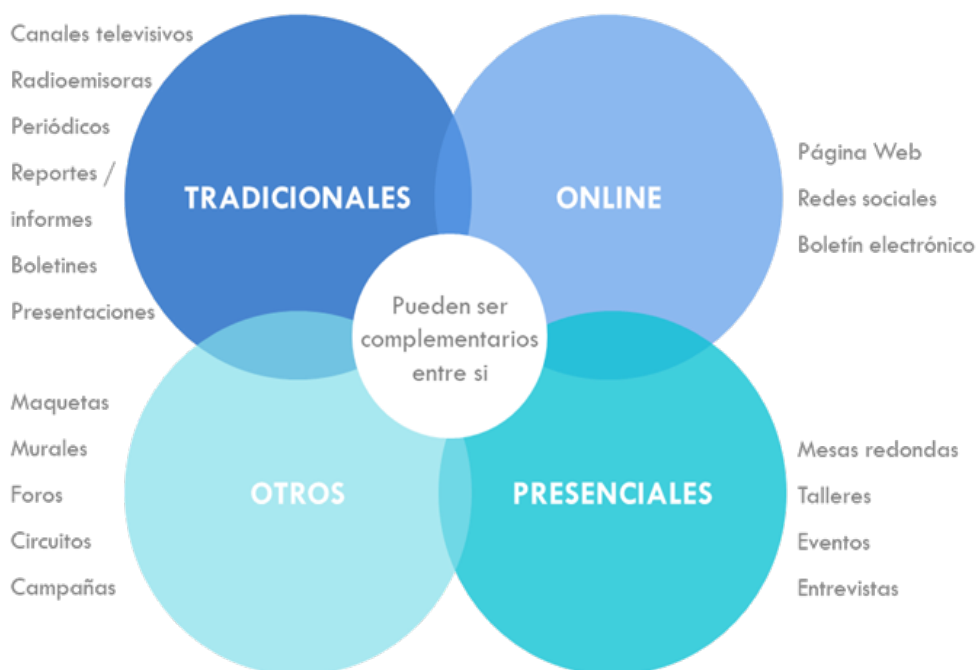 Canales televisivos
Radioemisoras
Periódicos
Reportes /
informes
Boletines
Presentaciones
TRADICIONALES
ONLINE
Página Web
Redes sociales
Boletín electrónico
Pueden ser
complementarios
entre si
Maquetas
Murales
Foros
Circuitos
Campañas
OTROS
PRESENCIALES
Mesas redondas
Talleres
Eventos
Entrevistas